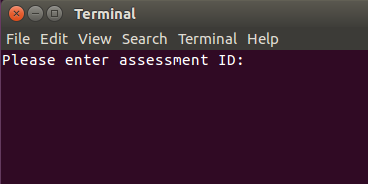 Terminal
File Edit View Search Terminal Help
Please enter assessment ID: